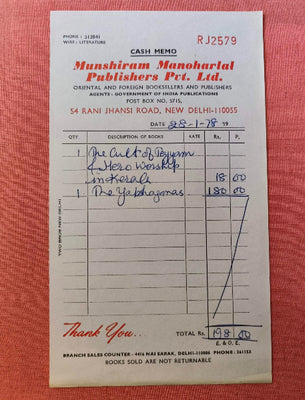 PHONE : 312841
WIRE : LITERATURE
CASH MEMO
RJ2579
Munshiram Manoharlal
Publishers Pvt. Ltd.
ORIENTAL AND FOREIGN BOOKSELLERS AND PUBLISHERS
AGENTS - GOVERNMENT OF INDIA PUBLICATIONS
POST BOX NO. 5715,
54 RANI JHANSI ROAD, NEW DELHI-110055
DATE 28-1-78 19
QTY. DESCRIPTION OF BOOKS RATE Rs. P.
1 The Cult of Teyyam
& Hero Worship
in Kerala 18 00
1 The 180 00
Thank You..
TOTAL Rs. 198 00
E. & O. E.
BRANCH SALES COUNTER - 4416 NAI SARAK, DELHI-110006 PHONE : 261153
BOOKS SOLD ARE NOT RETURNABLE